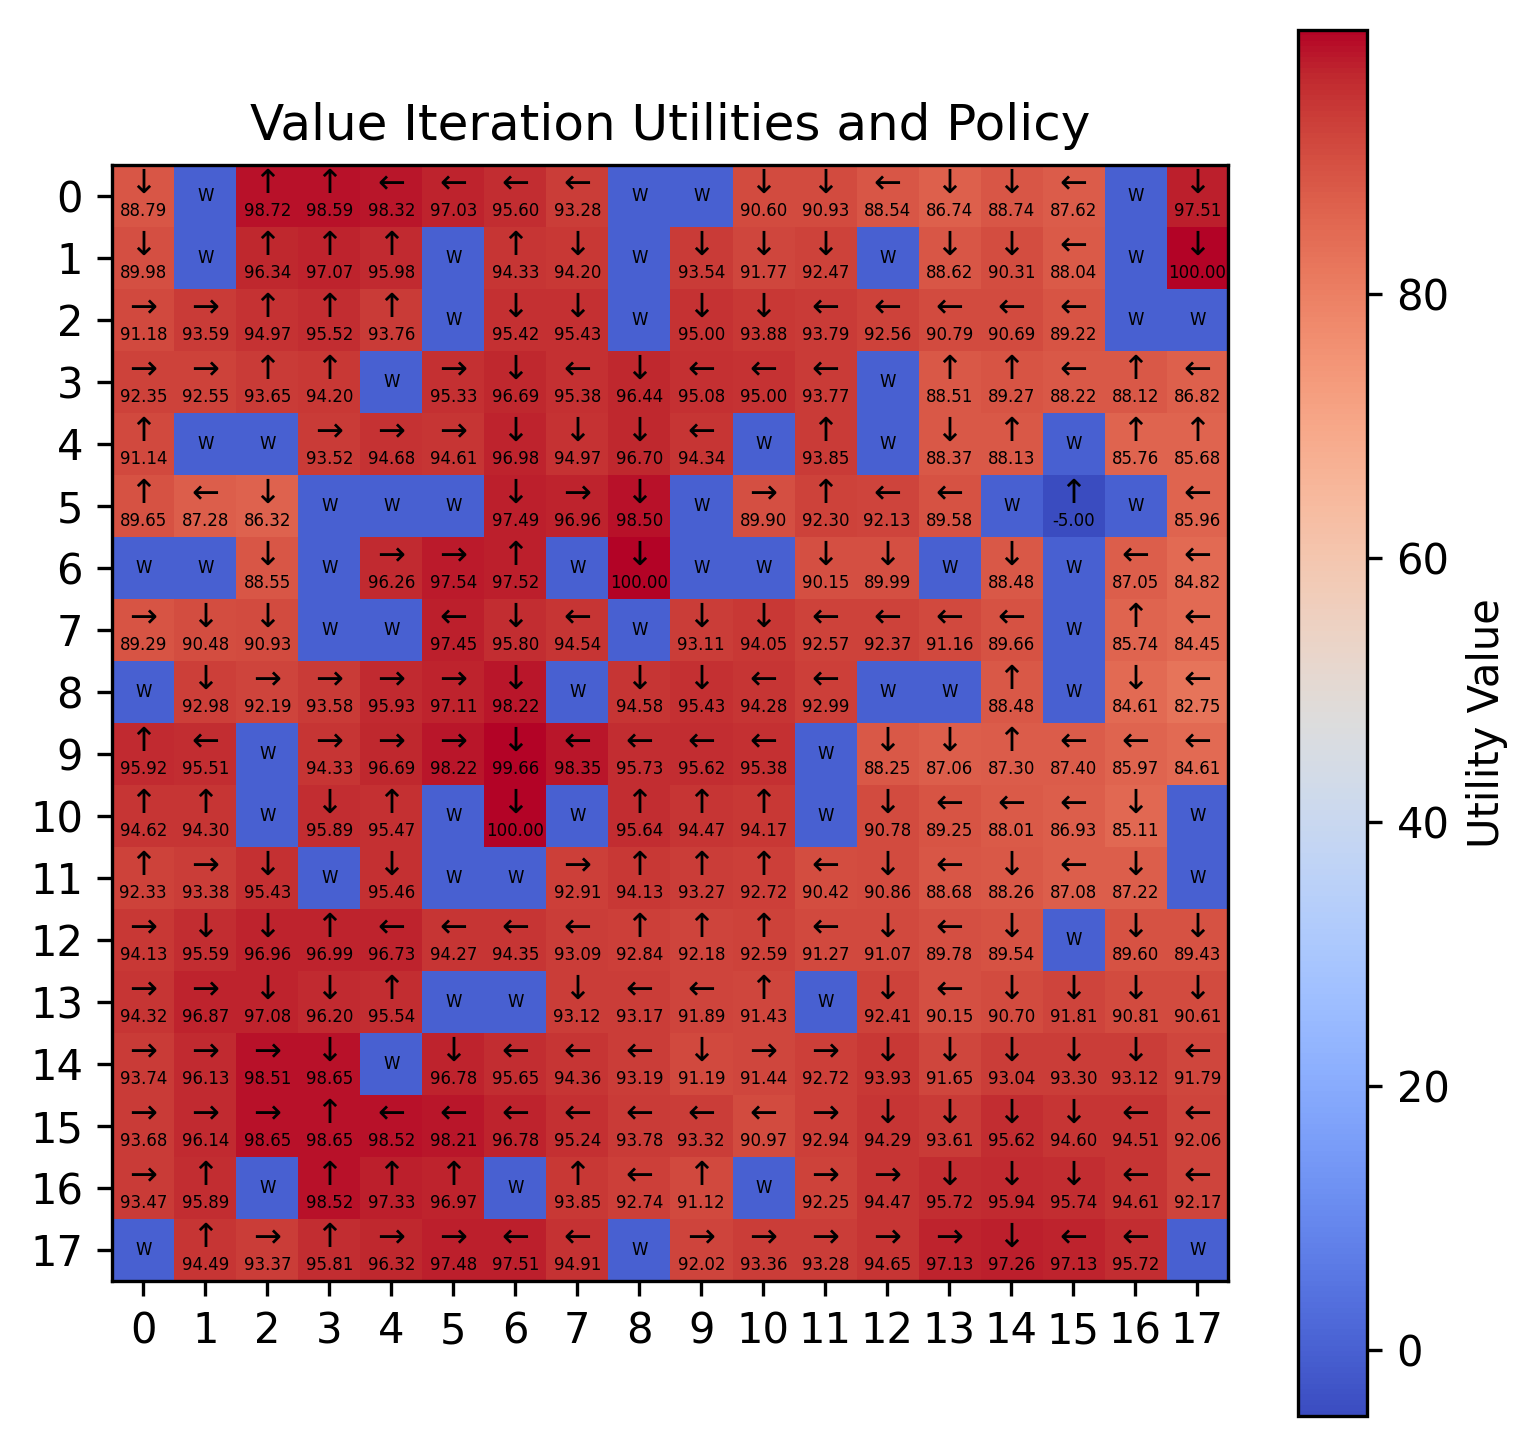 Value Iteration Utilities and Policy
0 ↓ 88.79 W ↑ 98.72 ↑ 98.59 ← 98.32 ← 97.03 ← 95.60 ← 93.28 W W ↓ 90.60 ↓ 90.93 ← 88.54 ↓ 86.74 ↓ 88.74 ← 87.62 W ↓ 97.51
1 ↓ 89.98 W ↑ 96.34 ↑ 97.07 ↑ 95.98 W ↑ 94.33 ↓ 94.20 W ↓ 93.54 ↓ 91.77 ↓ 92.47 W ↓ 88.62 ↓ 90.31 ← 88.04 W ↓ 100.00
2 → 91.18 → 93.59 ↑ 94.97 ↑ 95.52 ↑ 93.76 W ↓ 95.42 ↓ 95.43 W ↓ 95.00 ↓ 93.88 ← 93.79 ← 92.56 ← 90.79 ← 90.69 ← 89.22 W W
3 → 92.35 → 92.55 ↑ 93.65 ↑ 94.20 W → 95.33 ↓ 96.69 ← 95.38 ↓ 96.44 ← 95.08 ← 95.00 ← 93.77 W ↑ 88.51 ↑ 89.27 ← 88.22 ↑ 88.12 ← 86.82
4 ↑ 91.14 W W → 93.52 → 94.68 → 94.61 ↓ 96.98 ↓ 94.97 ↓ 96.70 ← 94.34 W ↑ 93.85 W ↓ 88.37 ↑ 88.13 W ↑ 85.76 ↑ 85.68
5 ↑ 89.65 ← 87.28 ↓ 86.32 W W W ↓ 97.49 → 96.96 ↓ 98.50 W → 89.90 ↑ 92.30 ← 92.13 ← 89.58 W ↑ -5.00 W ← 85.96
6 W W ↓ 88.55 W → 96.26 → 97.54 ↑ 97.52 W ↓ 100.00 W W ↓ 90.15 ↓ 89.99 W ↓ 88.48 W ← 87.05 ← 84.82
7 → 89.29 ↓ 90.48 ↓ 90.93 W W ← 97.45 ↓ 95.80 ← 94.54 W ↓ 93.11 ↓ 94.05 ← 92.57 ← 92.37 ← 91.16 ← 89.66 W ↑ 85.74 ← 84.45
8 W ↓ 92.98 → 92.19 → 93.58 → 95.93 → 97.11 ↓ 98.22 W ↓ 94.58 ↓ 95.43 ← 94.28 ← 92.99 W W ↑ 88.48 W ↓ 84.61 ← 82.75
9 ↑ 95.92 ← 95.51 W → 94.33 → 96.69 → 98.22 ↓ 99.66 ← 98.35 ← 95.73 ← 95.62 ← 95.38 W ↓ 88.25 ↓ 87.06 ↑ 87.30 ← 87.40 ← 85.97 ← 84.61
10 ↑ 94.62 ↑ 94.30 W ↓ 95.89 ↑ 95.47 W ↓ 100.00 W ↑ 95.64 ↑ 94.47 ↑ 94.17 W ↓ 90.78 ← 89.25 ← 88.01 ← 86.93 ↓ 85.11 W
11 ↑ 92.33 → 93.38 ↓ 95.43 W ↓ 95.46 W W → 92.91 ↑ 94.13 ↑ 93.27 ↑ 92.72 ← 90.42 ↓ 90.86 ← 88.68 ↓ 88.26 ← 87.08 ↓ 87.22 W
12 → 94.13 ↓ 95.59 ↓ 96.96 ↑ 96.99 ← 96.73 ← 94.27 ← 94.35 ← 93.09 ↑ 92.84 ↑ 92.18 ↑ 92.59 ← 91.27 ↓ 91.07 ↓ 89.78 ↓ 89.54 W ↓ 89.60 ↓ 89.43
13 → 94.32 → 96.87 ↓ 97.08 ↓ 96.20 ↑ 95.54 W W ↓ 93.12 ← 93.17 ← 91.89 ↑ 91.43 W ↓ 92.41 ← 90.15 ↓ 90.70 ↓ 91.81 ↓ 90.81 ↓ 90.61
14 → 93.74 → 96.13 → 98.51 ↓ 98.65 W ↓ 96.78 ← 95.65 ← 94.36 ← 93.19 ↓ 91.19 → 91.44 → 92.72 ↓ 93.93 ↓ 91.65 ↓ 93.04 ↓ 93.30 ↓ 93.12 ← 91.79
15 → 93.68 → 96.14 → 98.65 ↑ 98.65 ← 98.52 ← 98.21 ← 96.78 ← 95.24 ← 93.78 ← 93.32 ← 90.97 → 92.94 ↓ 94.29 ↓ 93.61 ↓ 95.62 ↓ 94.60 ← 94.51 ← 92.06
16 → 93.47 ↑ 95.89 W ↑ 98.52 ↑ 97.33 ↑ 96.97 W ↑ 93.85 ← 92.74 ↑ 91.12 W → 92.25 → 94.47 ↓ 95.72 ↓ 95.94 ↓ 95.74 ← 94.61 ← 92.17
17 W ↑ 94.49 → 93.37 ↑ 95.81 → 96.32 → 97.48 ← 97.51 ← 94.91 W → 92.02 → 93.36 → 93.28 → 94.65 → 97.13 ↓ 97.26 ← 97.13 ← 95.72 W
0 1 2 3 4 5 6 7 8 9 10 11 12 13 14 15 16 17
80
60
40
20
0
Utility Value